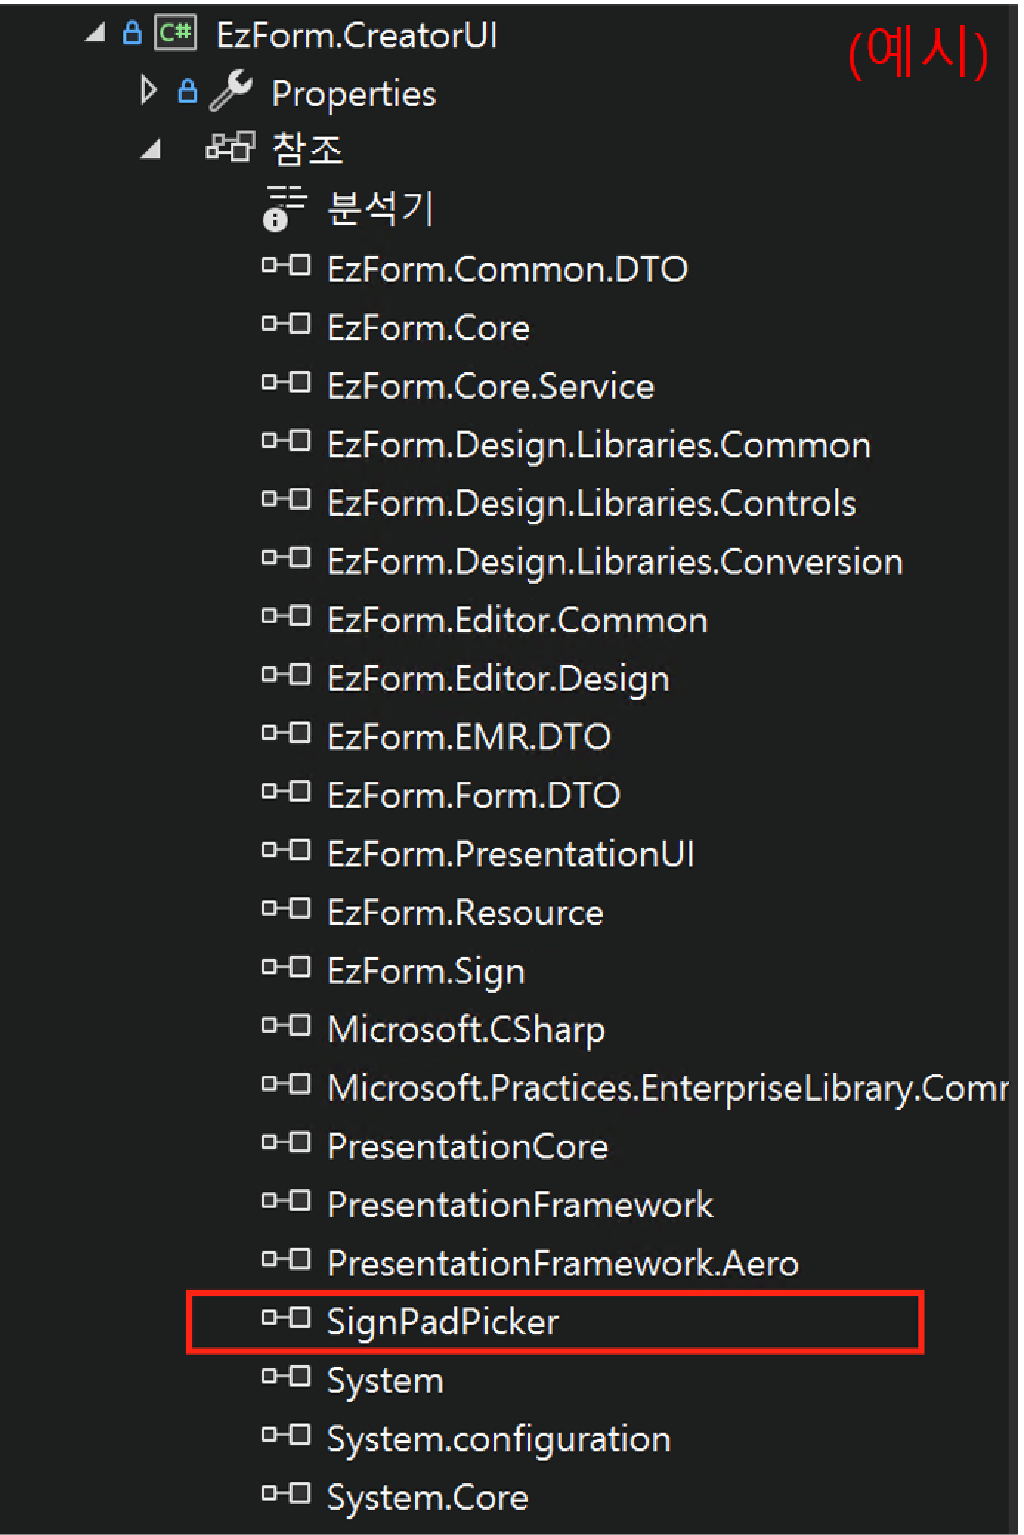 EzForm.CreatorUI
(예시)
Properties
참조
분석기
EzForm.Common.DTO
EzForm.Core
EzForm.Core.Service
EzForm.Design.Libraries.Common
EzForm.Design.Libraries.Controls
EzForm.Design.Libraries.Conversion
EzForm.Editor.Common
EzForm.Editor.Design
EzForm.EMR.DTO
EzForm.Form.DTO
EzForm.PresentationUI
EzForm.Resource
EzForm.Sign
Microsoft.CSharp
Microsoft.Practices.EnterpriseLibrary.Comm
PresentationCore
PresentationFramework
PresentationFramework.Aero
SignPadPicker
System
System.configuration
System.Core